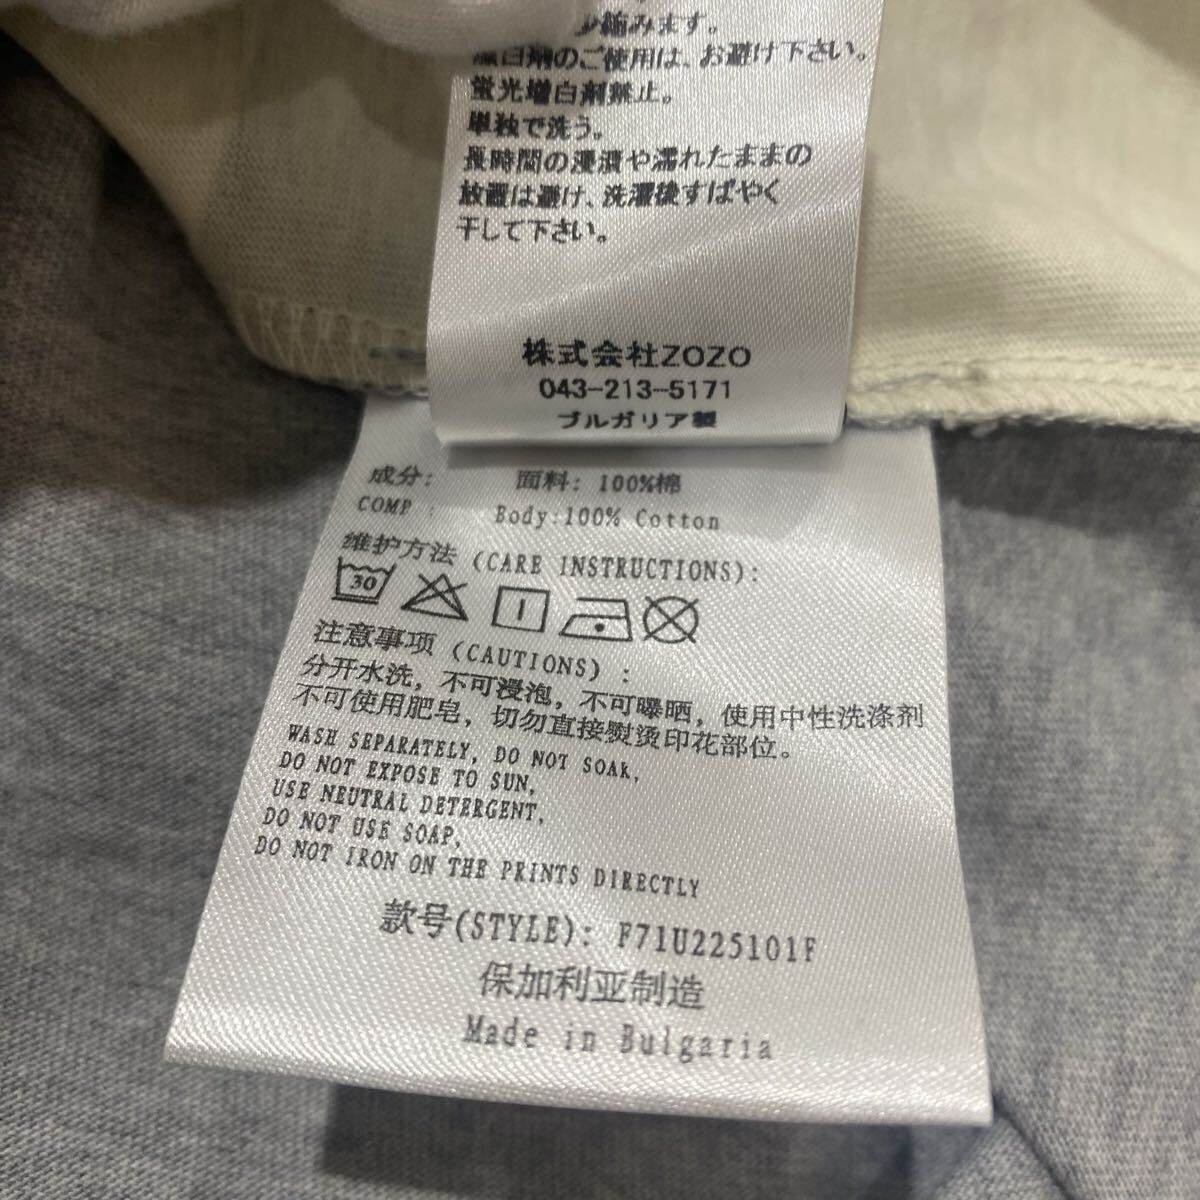 少縮みます。
漂白剤のご使用は、お避け下さい。
蛍光増白剤禁止。
単独で洗う。
長時間の浸漬や濡れたままの
放置は避け、洗濯後すばやく
干して下さい。
株式会社ZOZO
043-213-5171
ブルガリア製
成分: 面料: 100%棉
COMP : Body:100% Cotton
维护方法 (CARE INSTRUCTIONS):
30
注意事项 (CAUTIONS) :
分开水洗，不可浸泡，不可曝晒，使用中性洗涤剂
不可使用肥皂，切勿直接熨烫印花部位。
WASH SEPARATELY, DO NOT SOAK,
DO NOT EXPOSE TO SUN,
USE NEUTRAL DETERGENT,
DO NOT USE SOAP,
DO NOT IRON ON THE PRINTS DIRECTLY
款号(STYLE): F71U225101F
保加利亚制造
Made in Bulgaria